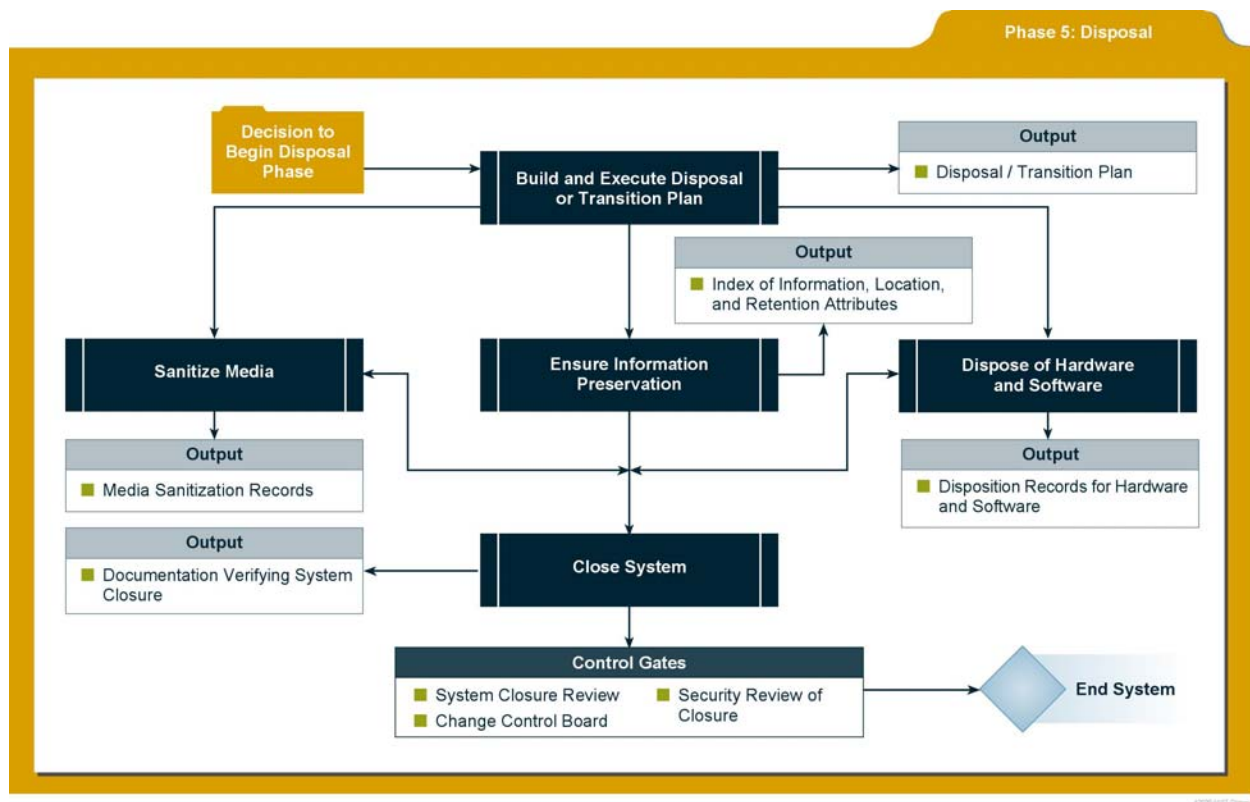 Phase 5: Disposal
Decision to
Begin Disposal
Phase
Build and Execute Disposal
or Transition Plan
Output
Disposal / Transition Plan
Output
Index of Information, Location,
and Retention Attributes
Sanitize Media
Ensure Information
Preservation
Dispose of Hardware
and Software
Output
Media Sanitization Records
Output
Disposition Records for Hardware
and Software
Output
Documentation Verifying System
Closure
Close System
Control Gates
System Closure Review
Change Control Board
Security Review of
Closure
End System